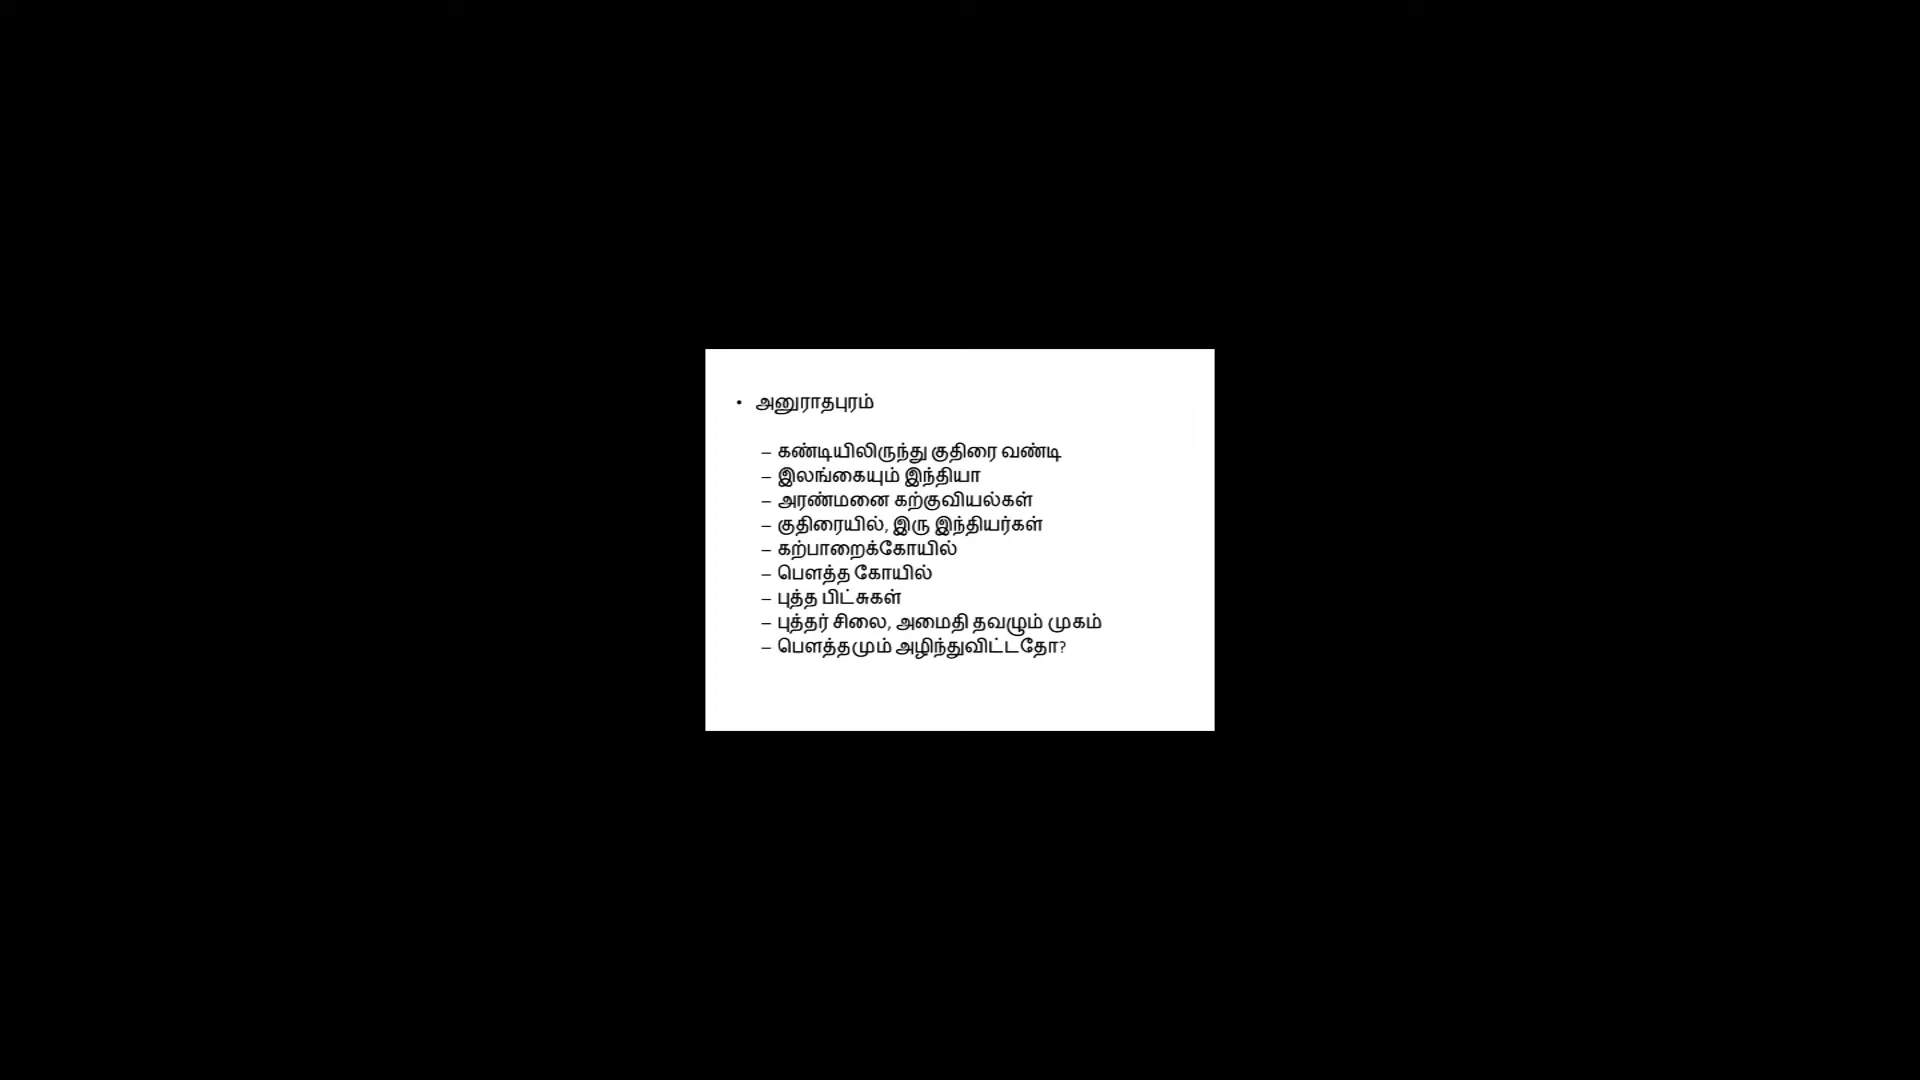 • அனுராதபுரம்
– கண்டியிலிருந்து குதிரை வண்டி
– இலங்கையும் இந்தியா
– அரண்மனை கற்குவியல்கள்
– குதிரையில், இரு இந்தியர்கள்
– கற்பாறைக்கோயில்
– பௌத்த கோயில்
– புத்த பிட்சுகள்
– புத்தர் சிலை, அமைதி தவழும் முகம்
– பௌத்தமும் அழிந்துவிட்டதோ?